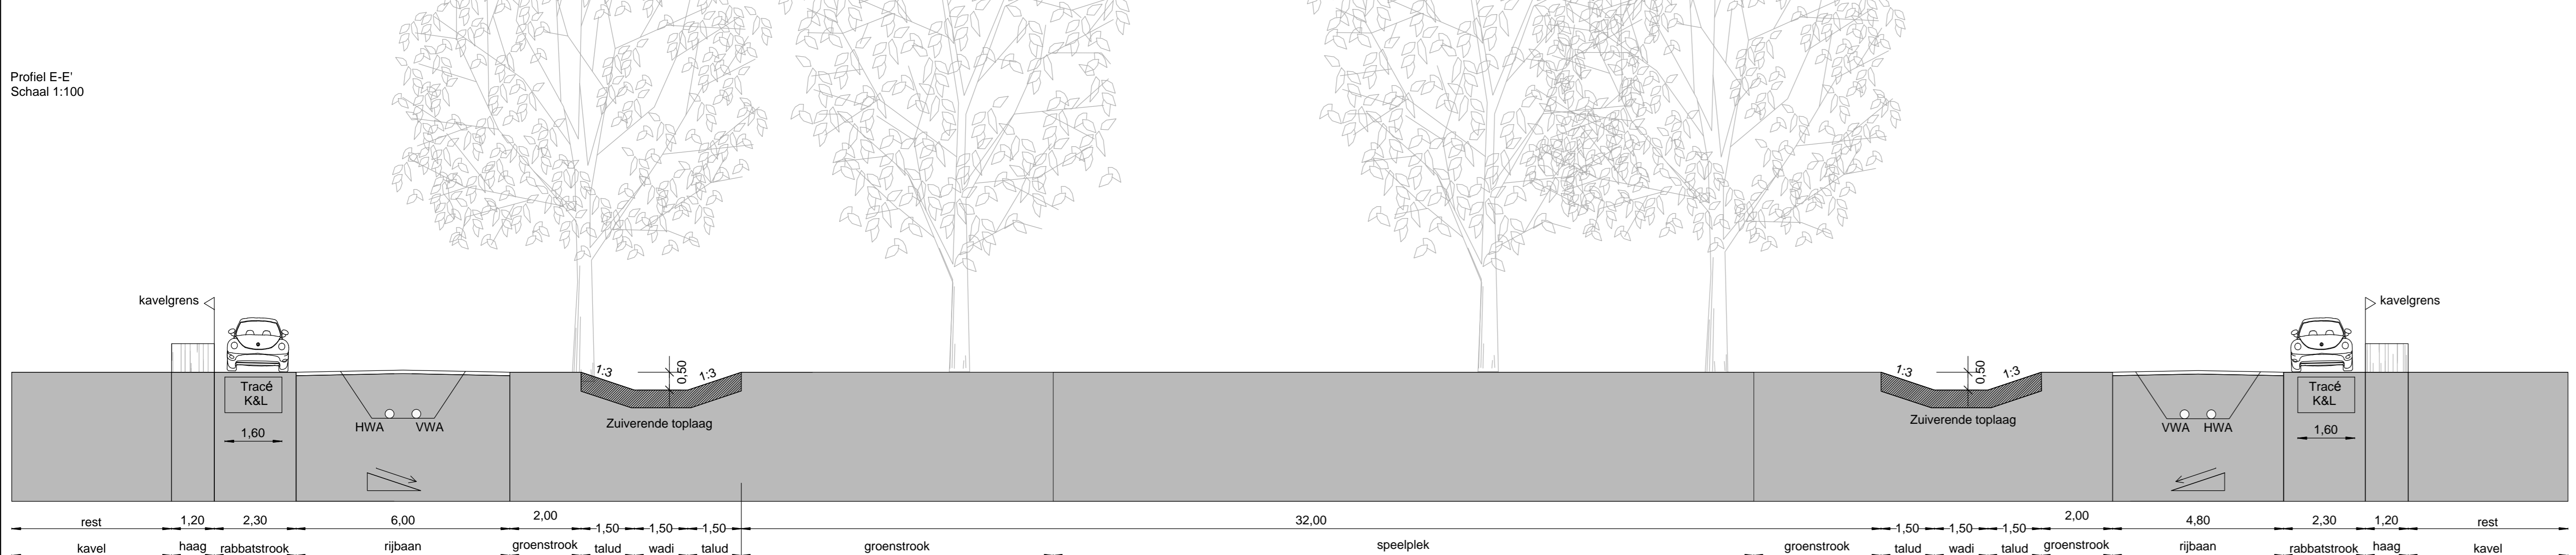 Profiel E-E'
Schaal 1:100
kavelgrens
kavelgrens
1:3
0,50
1:3
1:3
0,50
1:3
Tracé
K&L
Tracé
K&L
HWA VWA
Zuiverende toplaag
Zuiverende toplaag
VWA HWA
1,60
1,60
rest 1,20 2,30 6,00 2,00 1,50 1,50 1,50 32,00 1,50 1,50 1,50 2,00 4,80 2,30 1,20 rest
kavel haag rabbatstrook rijbaan groenstrook talud wadi talud groenstrook speelplek groenstrook talud wadi talud groenstrook rijbaan rabbatstrook haag kavel